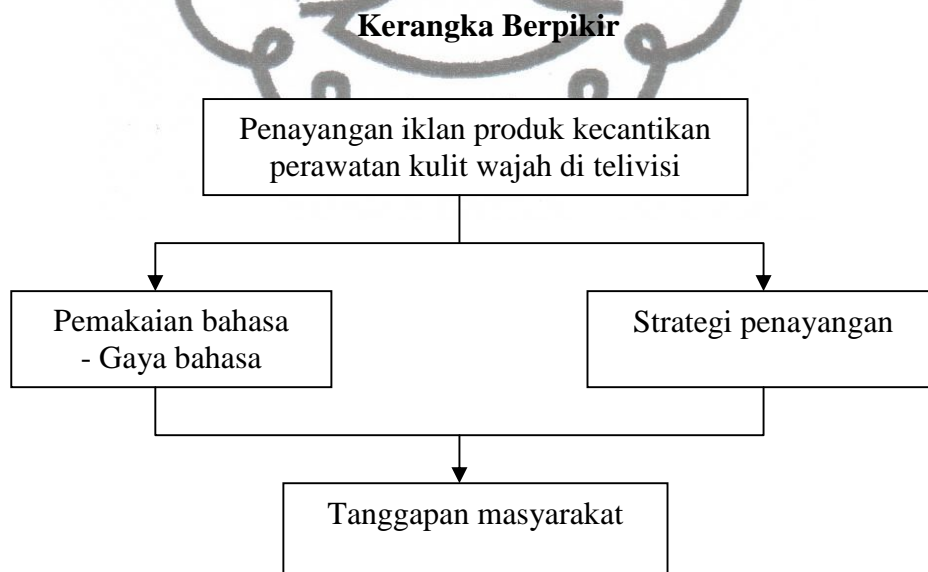 Kerangka Berpikir
Penayangan iklan produk kecantikan
perawatan kulit wajah di telivisi
Pemakaian bahasa
- Gaya bahasa
Strategi penayangan
Tanggapan masyarakat